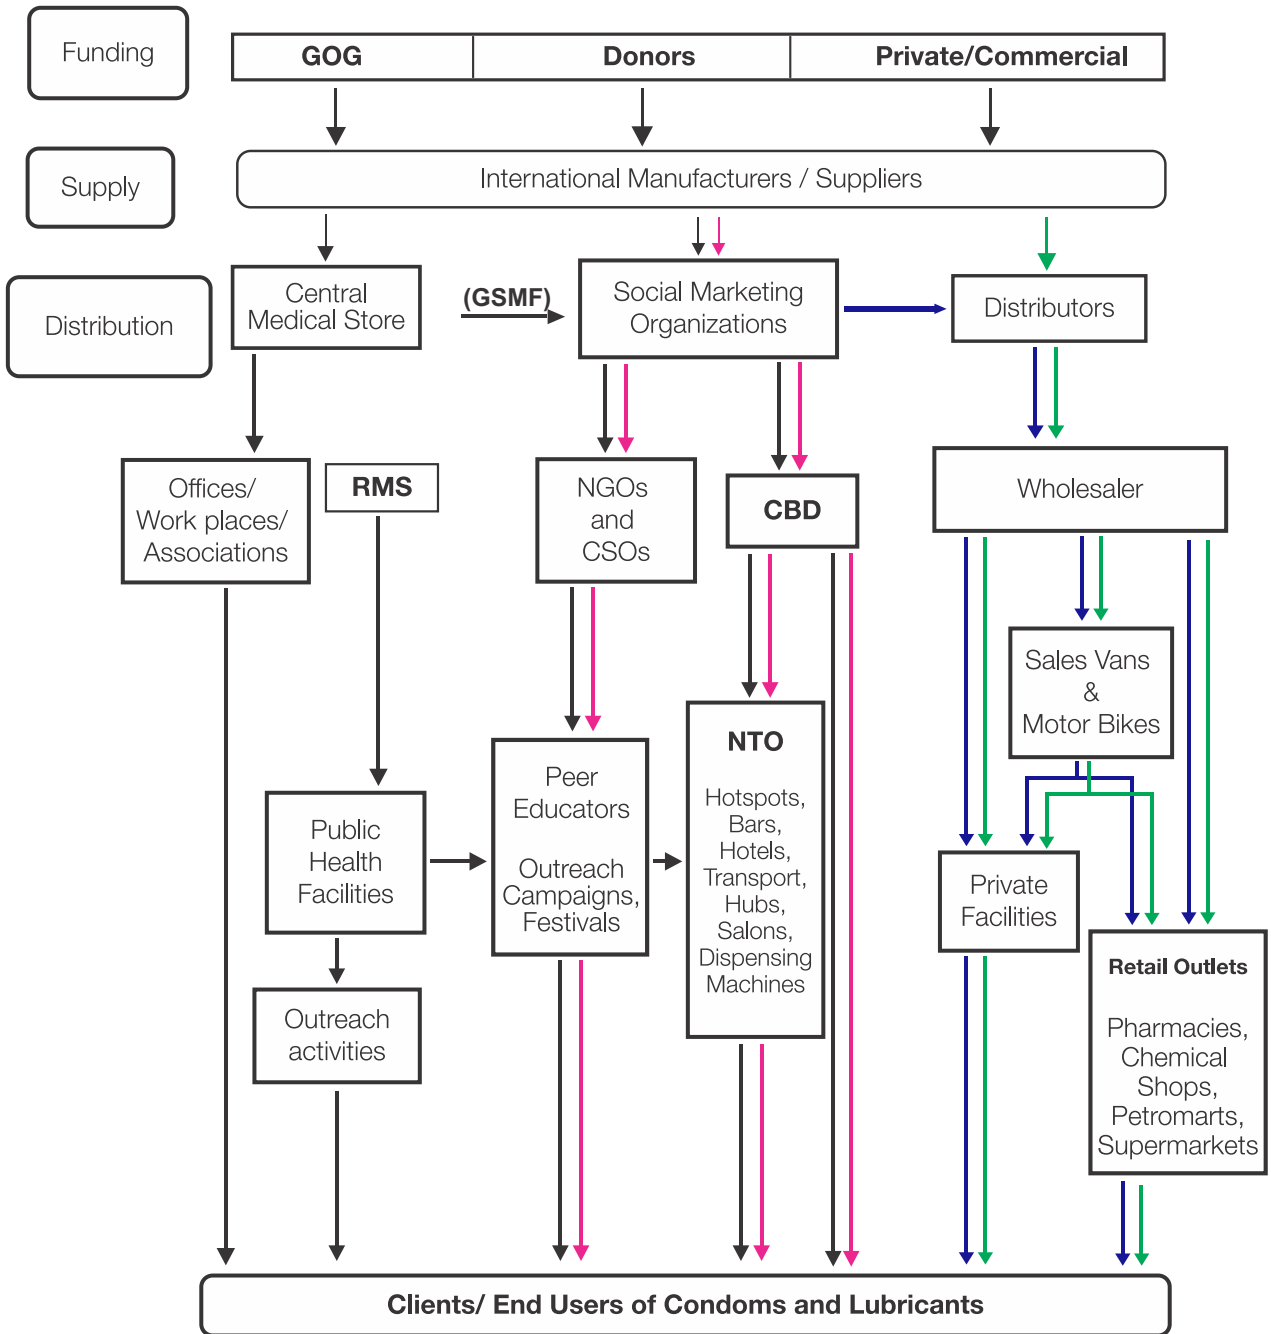 Funding
GOG
Donors
Private/Commercial
Supply
International Manufacturers / Suppliers
Distribution
Central
Medical Store
(GSMF)
Social Marketing
Organizations
Distributors
Offices/
Work places/
Associations
RMS
NGOs
and
CSOs
CBD
Wholesaler
Sales Vans
&
Motor Bikes
Public
Health
Facilities
Peer
Educators
Outreach
Campaigns,
Festivals
NTO
Hotspots,
Bars,
Hotels,
Transport,
Hubs,
Salons,
Dispensing
Machines
Private
Facilities
Retail Outlets
Pharmacies,
Chemical
Shops,
Petromarts,
Supermarkets
Outreach
activities
Clients/ End Users of Condoms and Lubricants